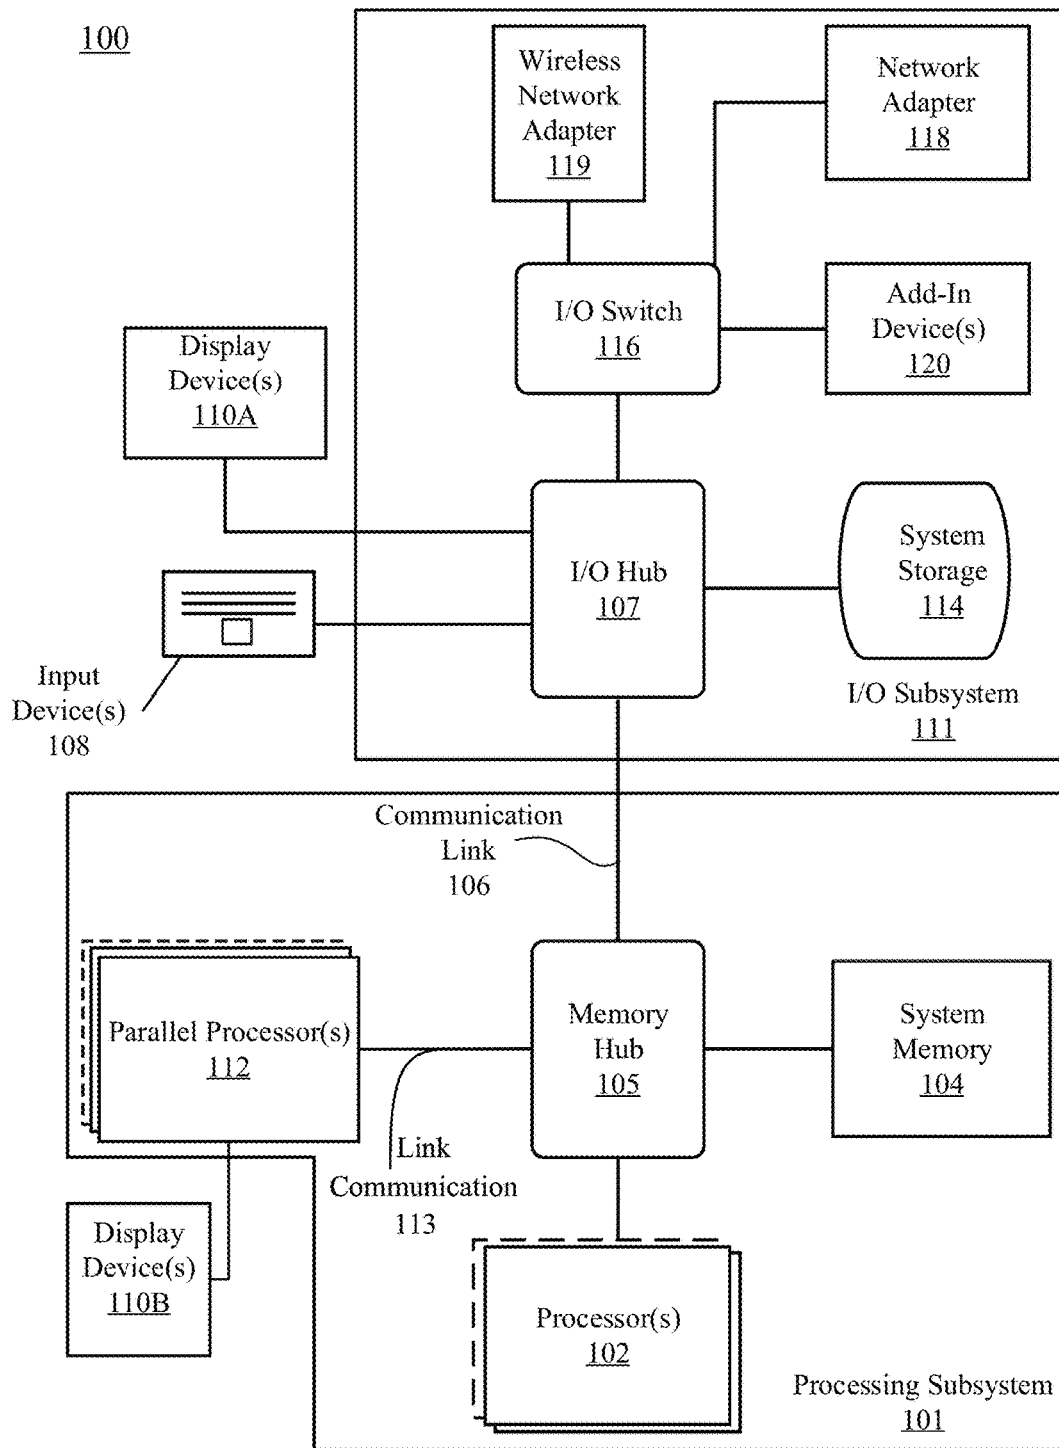 100
Wireless
Network
Adapter
119
Network
Adapter
118
I/O Switch
116
Add-In
Device(s)
120
Display
Device(s)
110A
I/O Hub
107
System
Storage
114
Input
Device(s)
108
I/O Subsystem
111
Communication
Link
106
Parallel Processor(s)
112
Memory
Hub
105
System
Memory
104
Link
Communication
113
Display
Device(s)
110B
Processor(s)
102
Processing Subsystem
101